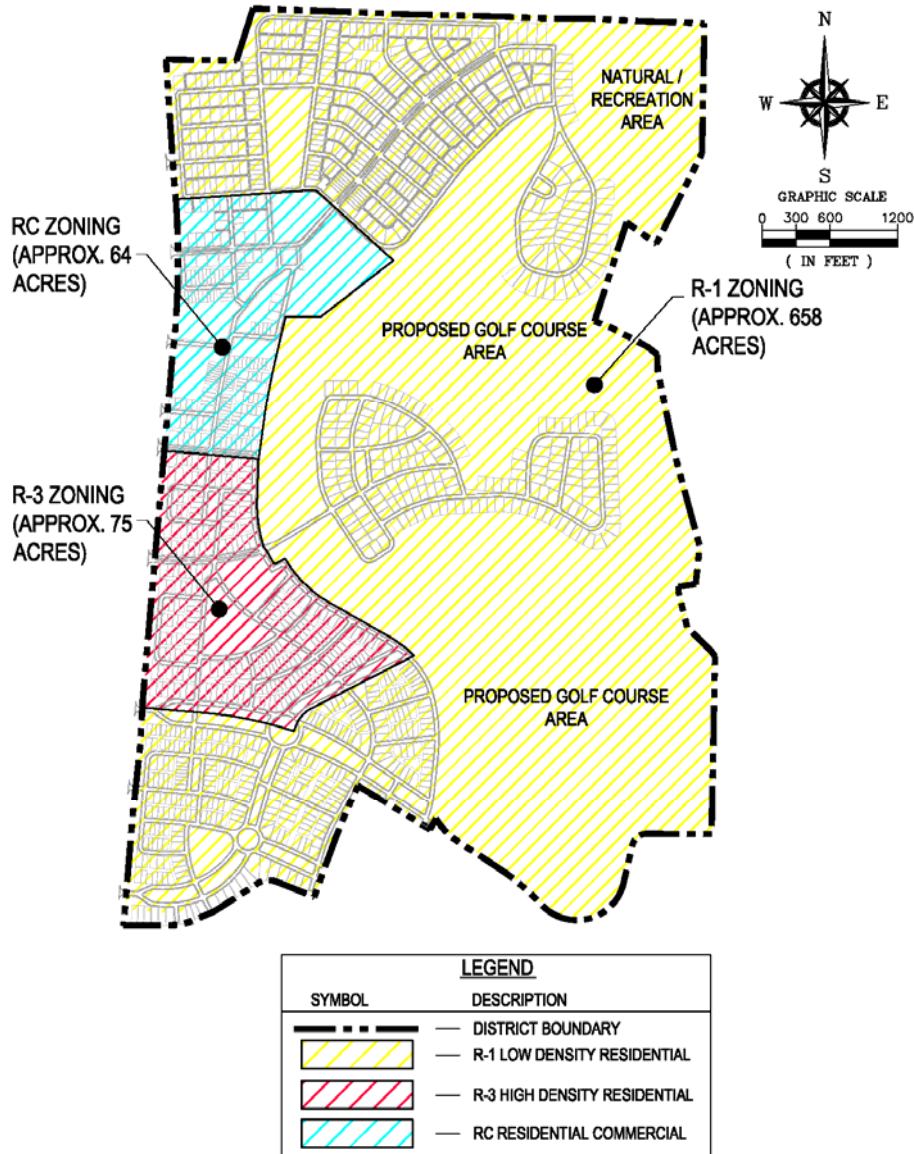 N
W
E
S
NATURAL /
RECREATION
AREA
GRAPHIC SCALE
0 300 600 1200
( IN FEET )
RC ZONING
(APPROX. 64
ACRES)
R-1 ZONING
(APPROX. 658
ACRES)
PROPOSED GOLF COURSE
AREA
R-3 ZONING
(APPROX. 75
ACRES)
PROPOSED GOLF COURSE
AREA
LEGEND
SYMBOL DESCRIPTION
— DISTRICT BOUNDARY
— R-1 LOW DENSITY RESIDENTIAL
— R-3 HIGH DENSITY RESIDENTIAL
— RC RESIDENTIAL COMMERCIAL